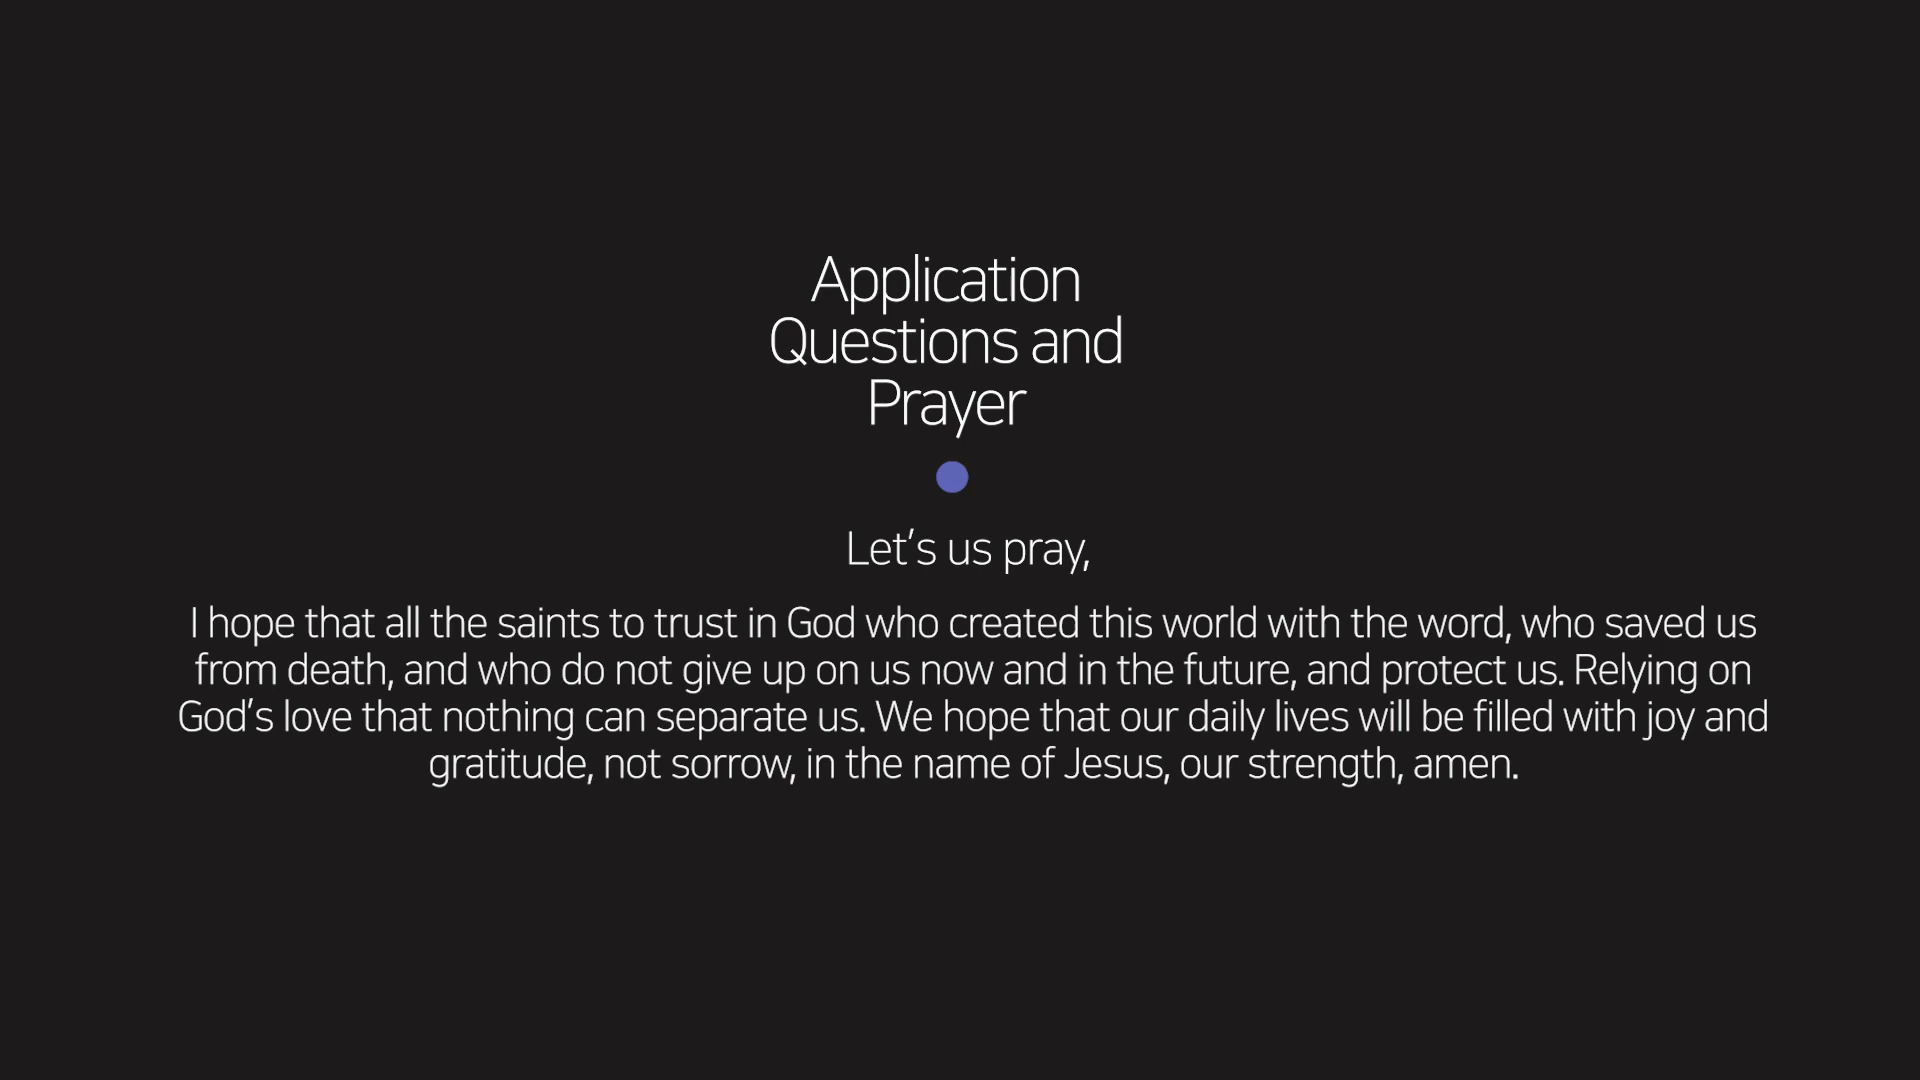 Application
Questions and
Prayer
Let's us pray,
I hope that all the saints to trust in God who created this world with the word, who saved us
from death, and who do not give up on us now and in the future, and protect us. Relying on
God's love that nothing can separate us. We hope that our daily lives will be filled with joy and
gratitude, not sorrow, in the name of Jesus, our strength, amen.